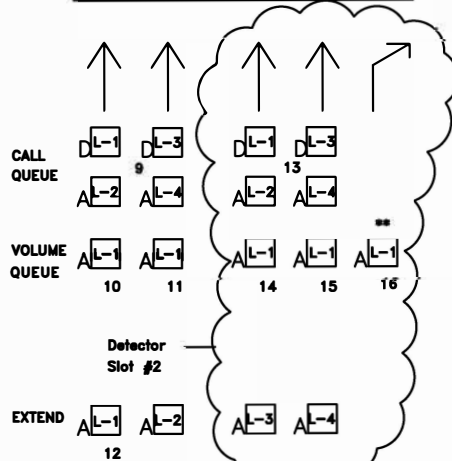 D L-1 D L-3 D L-1 D L-3
CALL QUEUE 9 13
A L-2 A L-4 A L-2 A L-4
**
VOLUME QUEUE A L-1 A L-1 A L-1 A L-1 A L-1
10 11 14 15 16
Detector
Slot #2
EXTEND A L-1 A L-2 A L-3 A L-4
12